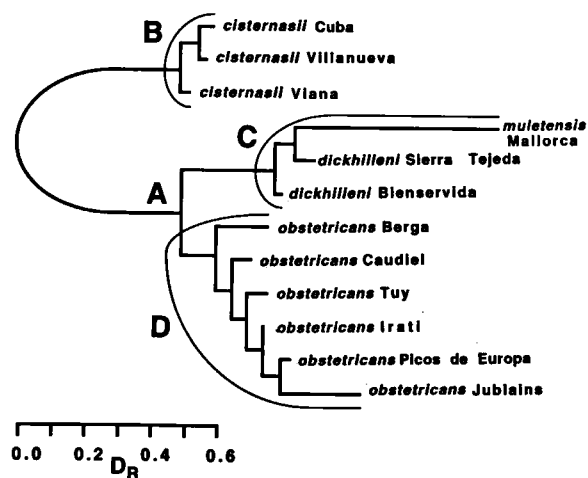 B
cisternasii Cuba
cisternasii Villanueva
cisternasii Viana
C
muletensis
Mallorca
dickhilleni Sierra Tejeda
dickhilleni Bienservida
A
obstetricans Berga
obstetricans Caudiel
obstetricans Tuy
obstetricans Irati
D
obstetricans Picos de Europa
obstetricans Jublains
0.0 0.2 0.4 0.6
DR